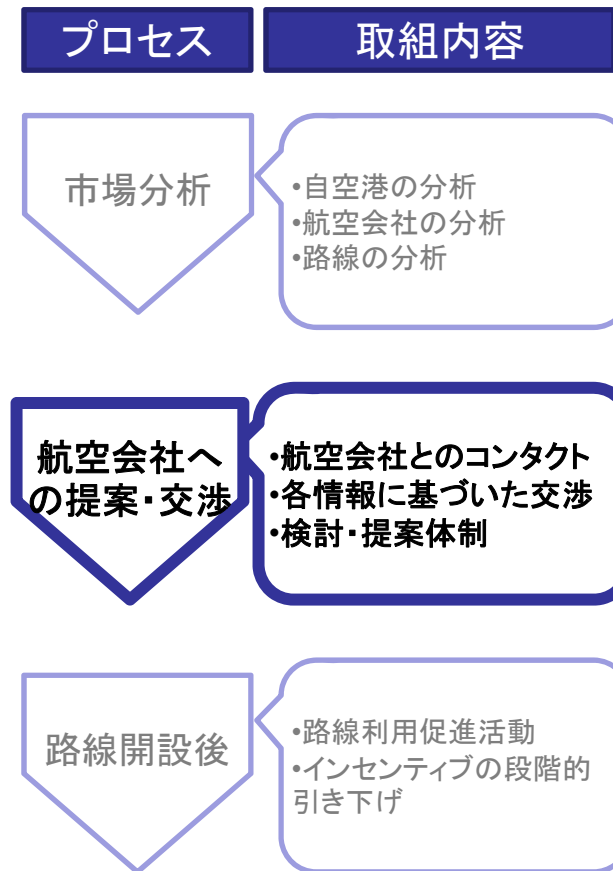 プロセス
取組内容
市場分析
•自空港の分析
•航空会社の分析
•路線の分析
航空会社へ
の提案・交渉
•航空会社とのコンタクト
•各情報に基づいた交渉
•検討・提案体制
路線開設後
•路線利用促進活動
•インセンティブの段階的
引き下げ